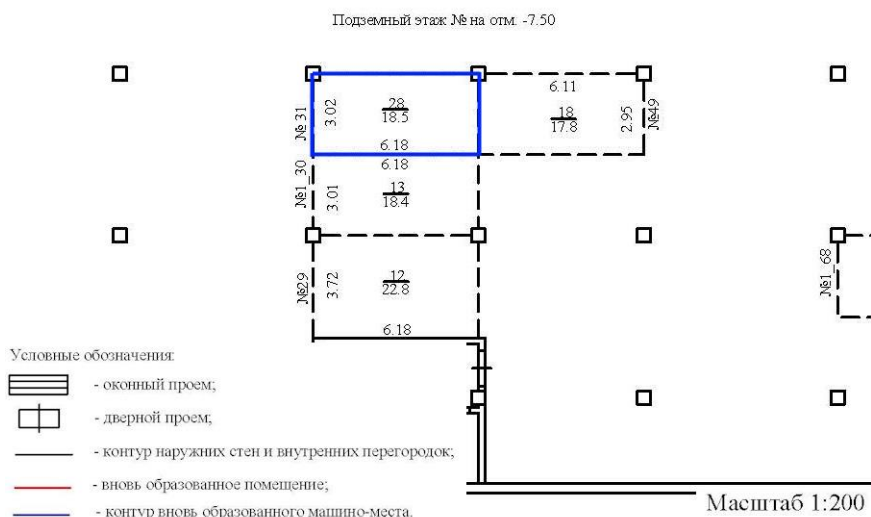 Подземный этаж № на отм. -7.50
6.11
№31
3.02
28
18.5
18
17.8
2.95
№49
6.18
6.18
№1_30
3.01
13
18.4
№29
3.72
12
22.8
№1_68
6.18
Условные обозначения:
- оконный проем;
- дверной проем;
- контур наружних стен и внутренних перегородок;
- вновь образованное помещение;
- контур вновь образованного машино-места.
Масштаб 1:200